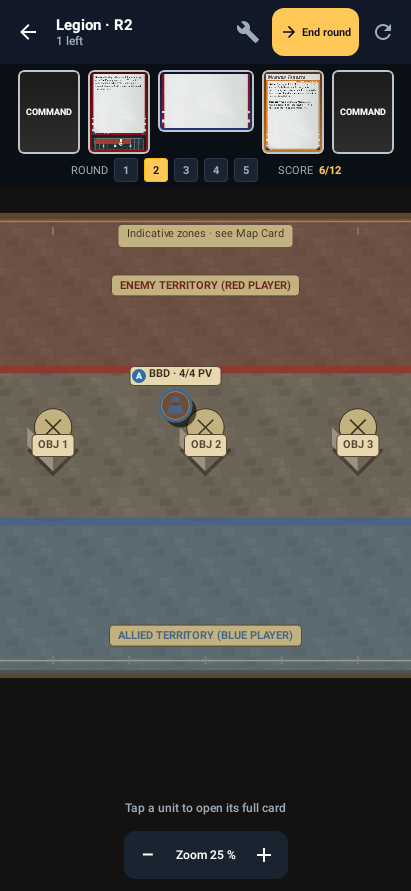 Legion · R2
1 left
End round
COMMAND
COMMAND
ROUND 1 2 3 4 5 SCORE 6/12
Indicative zones · see Map Card
ENEMY TERRITORY (RED PLAYER)
A BBD · 4/4 PV
OBJ 1
OBJ 2
OBJ 3
ALLIED TERRITORY (BLUE PLAYER)
Tap a unit to open its full card
− Zoom 25 % +